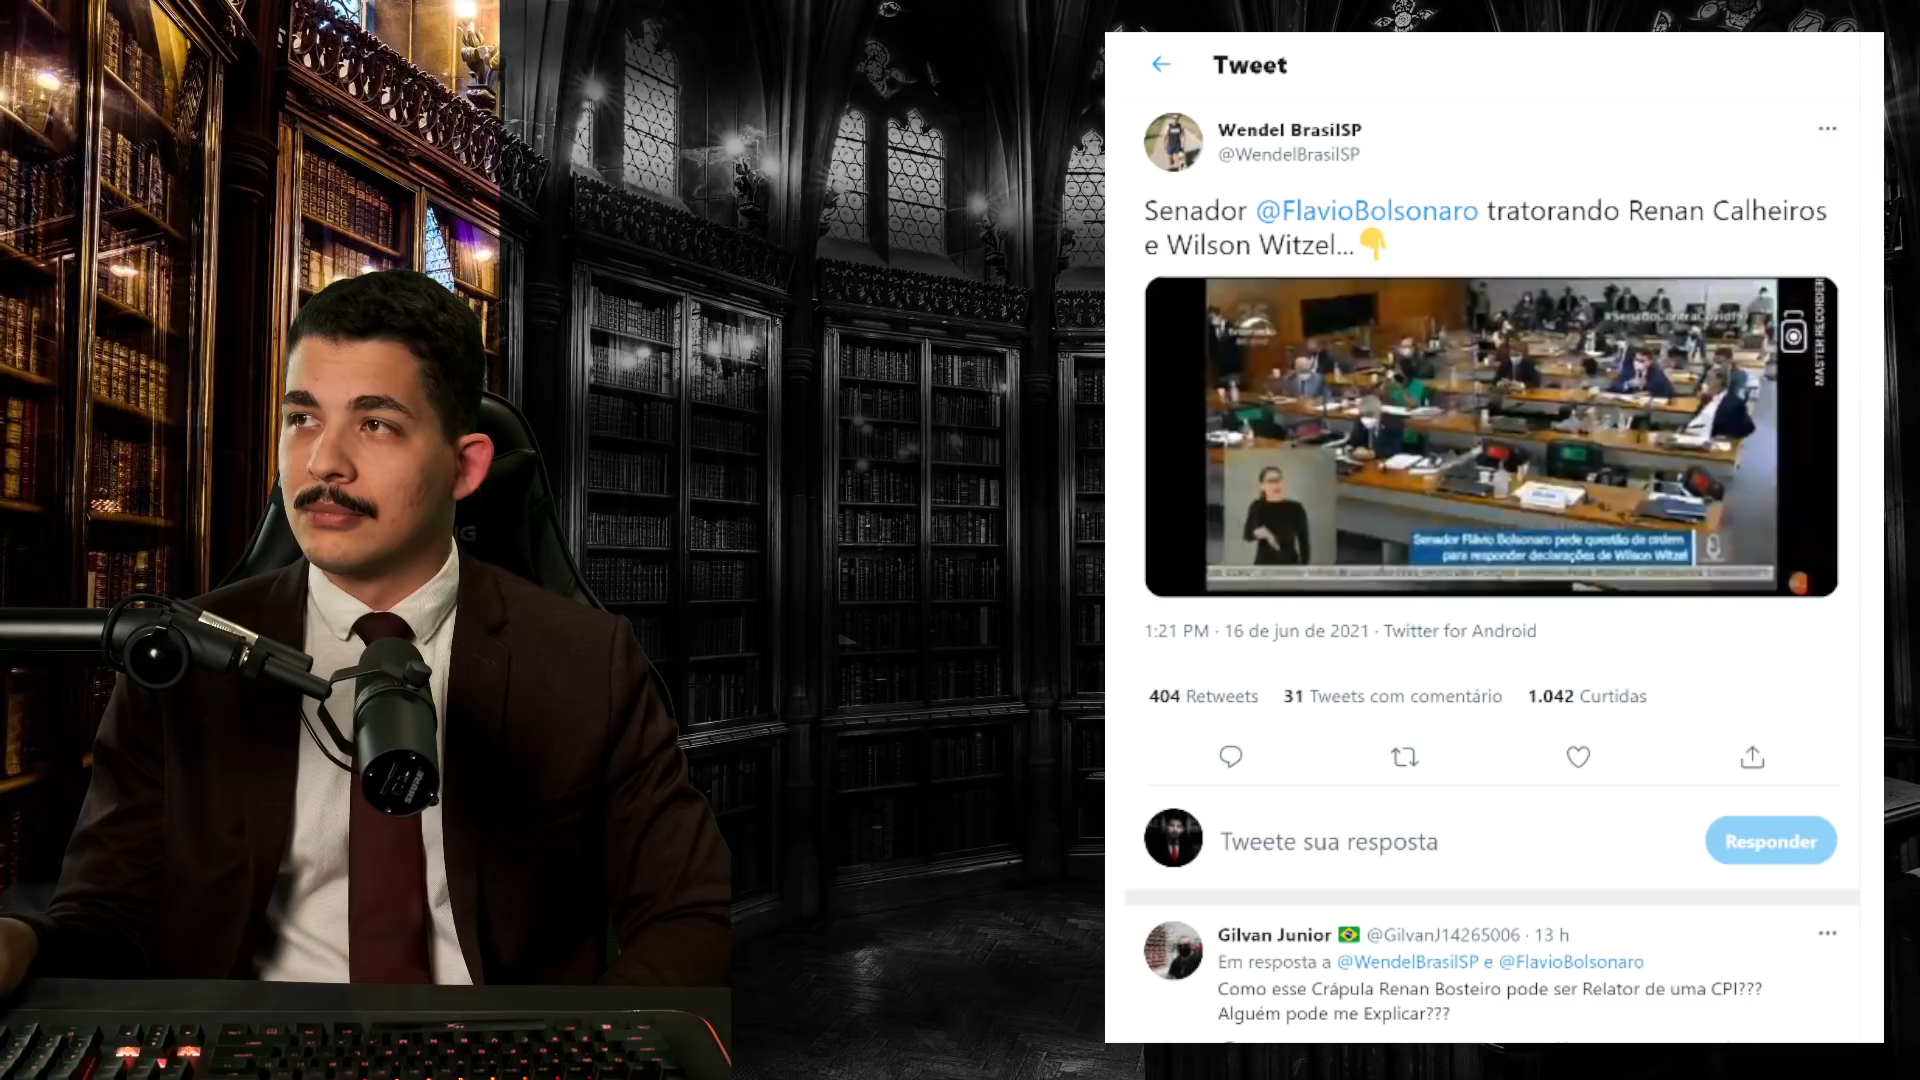 Tweet
Wendel BrasilSP
@WendelBrasilSP
Senador @FlavioBolsonaro tratorando Renan Calheiros
e Wilson Witzel...
#SenadoContraCovid19
MASTER RECORDER
Senador Flávio Bolsonaro pede questão de ordem
para responder declarações de Wilson Witzel
1:21 PM · 16 de jun de 2021 · Twitter for Android
404 Retweets 31 Tweets com comentário 1.042 Curtidas
Tweete sua resposta
Responder
Gilvan Junior @GilvanJ14265006 · 13 h
Em resposta a @WendelBrasilSP e @FlavioBolsonaro
Como esse Crápula Renan Bosteiro pode ser Relator de uma CPI???
Alguém pode me Explicar???
SHURE